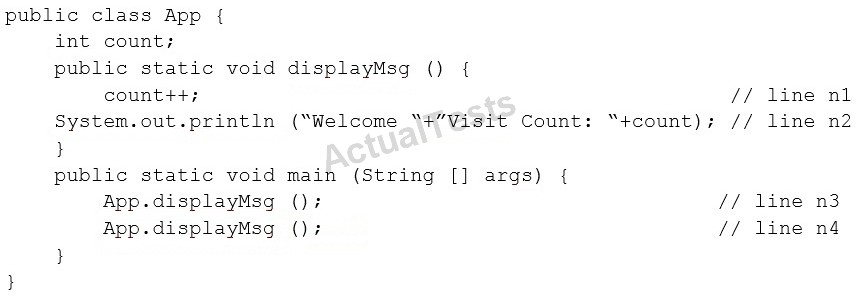 public class App {
    int count;
    public static void displayMsg () {
        count++;                                            // line n1
    System.out.println (“Welcome “+”Visit Count: “+count); // line n2
    }
    public static void main (String [] args) {
        App.displayMsg ();                                 // line n3
        App.displayMsg ();                                 // line n4
    }
}
ActualTests